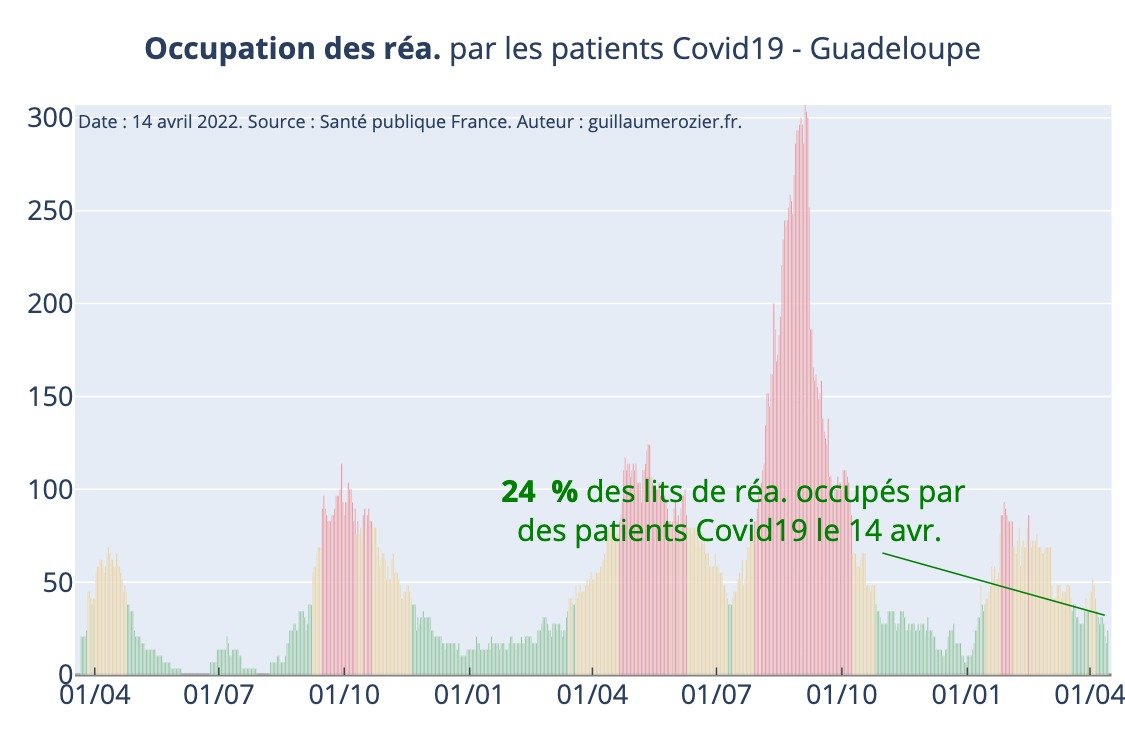 Occupation des réa. par les patients Covid19 - Guadeloupe
300
Date : 14 avril 2022. Source : Santé publique France. Auteur : guillaumerozier.fr.
250
200
150
100
24  % des lits de réa. occupés par
des patients Covid19 le 14 avr.
50
0
01/04 01/07 01/10 01/01 01/04 01/07 01/10 01/01 01/04